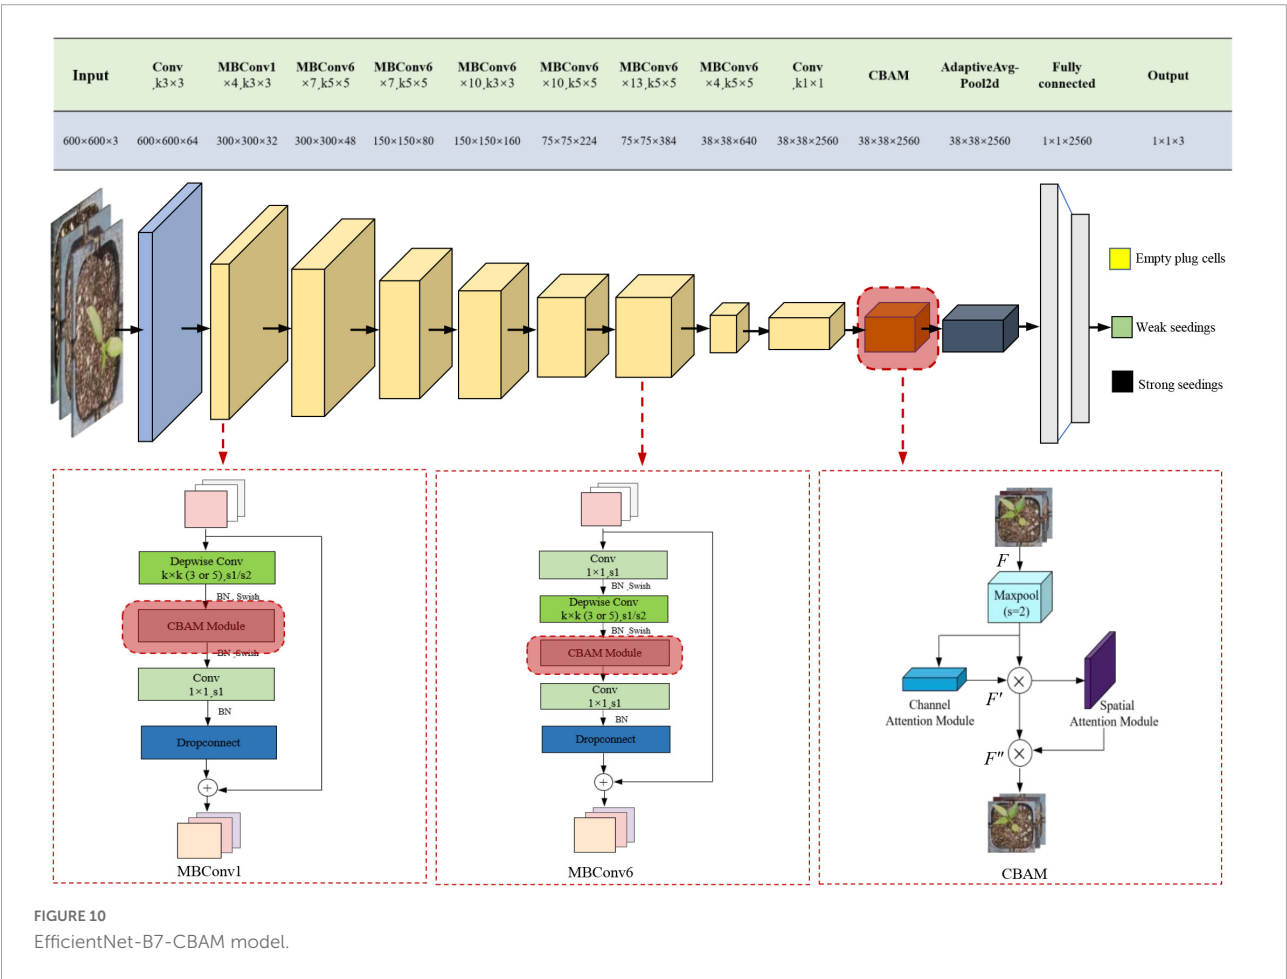 Input
Conv
,k3×3
MBConv1
×4,k3×3
MBConv6
×7,k5×5
MBConv6
×7,k5×5
MBConv6
×10,k3×3
MBConv6
×10,k5×5
MBConv6
×13,k5×5
MBConv6
×4,k5×5
Conv
,k1×1
CBAM
AdaptiveAvg-
Pool2d
Fully
connected
Output
600×600×3
600×600×64
300×300×32
300×300×48
150×150×80
150×150×160
75×75×224
75×75×384
38×38×640
38×38×2560
38×38×2560
38×38×2560
1×1×2560
1×1×3
Empty plug cells
Weak seedings
Strong seedings
Depwise Conv
k×k (3 or 5),s1/s2
BN ,Swish
CBAM Module
BN ,Swish
Conv
1×1,s1
BN
Dropconnect
+
MBConv1
Conv
1×1,s1
BN ,Swish
Depwise Conv
k×k (3 or 5),s1/s2
BN ,Swish
CBAM Module
Conv
1×1,s1
BN
Dropconnect
+
MBConv6
F
Maxpool
(s=2)
Channel
Attention Module
F′
×
Spatial
Attention Module
F″
×
CBAM
FIGURE 10
EfficientNet-B7-CBAM model.